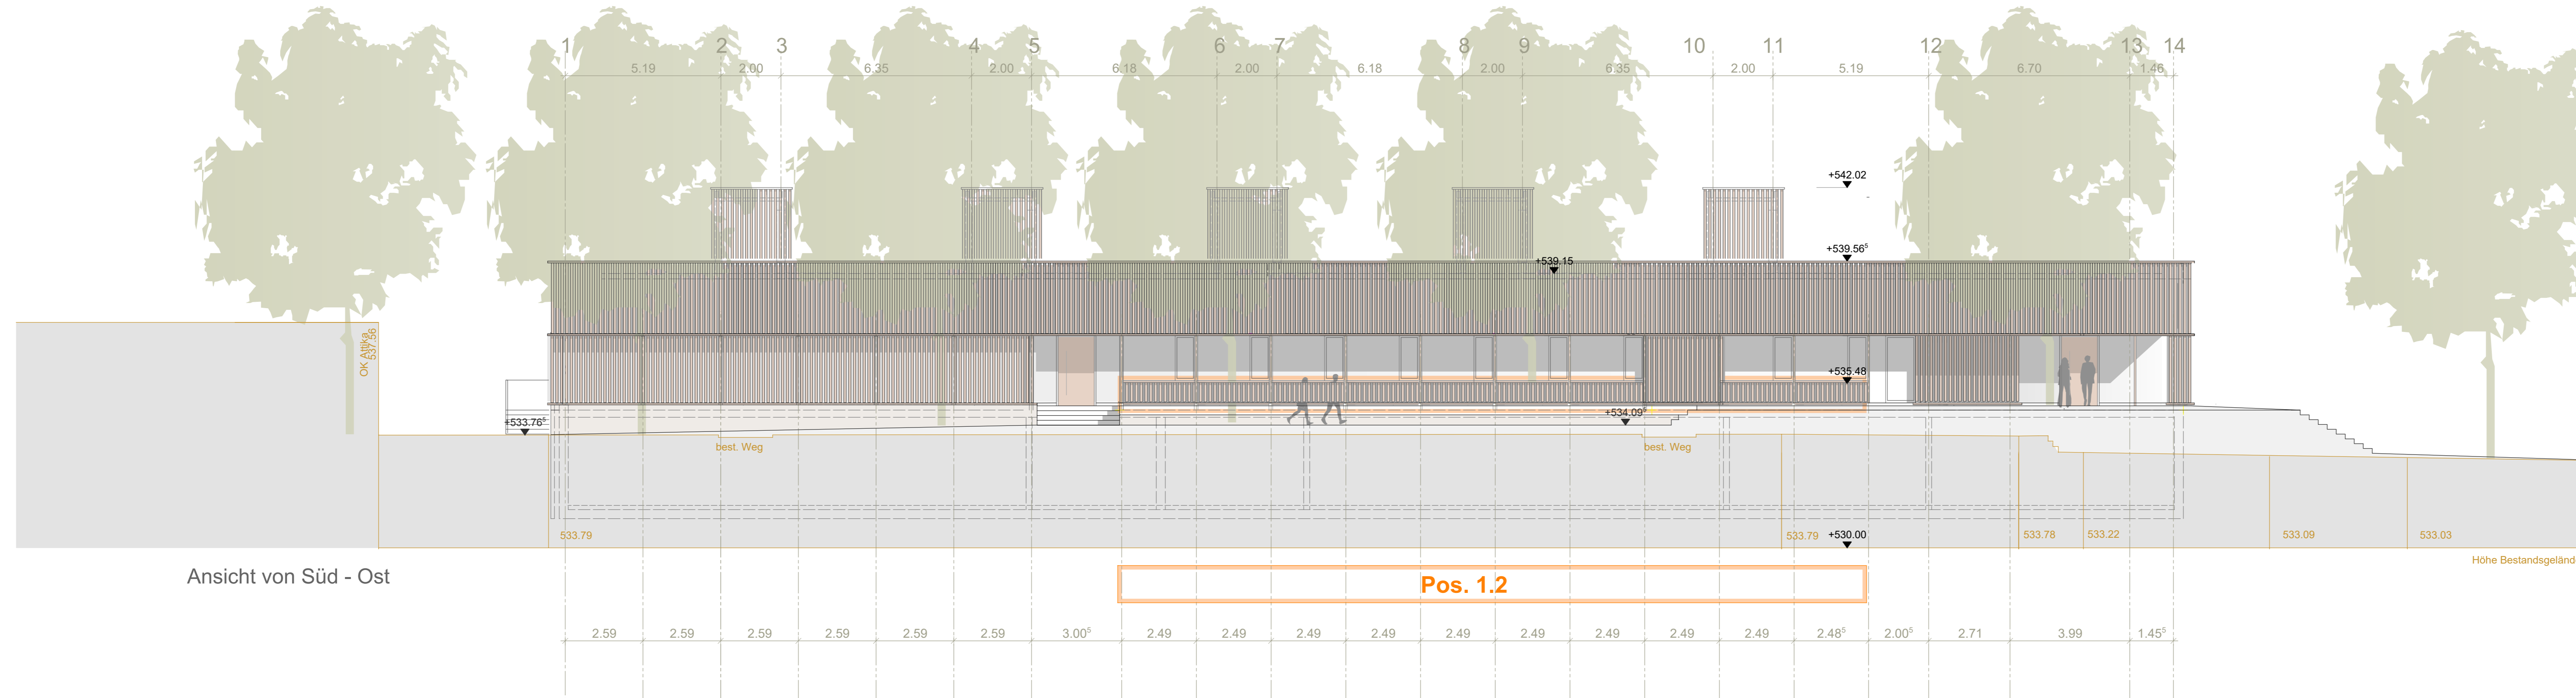 1 2 3 4 5 6 7 8 9 10 11 12 13 14
5.19 2.00 6.35 2.00 6.18 2.00 6.18 2.00 6.35 2.00 5.19 6.70 1.46
+542.02
+539.56⁵
+539.15
OK Attika
537.56
+535.48
+534.09⁵
+533.76⁵
best. Weg
best. Weg
533.79
533.79
+530.00
533.78
533.22
533.09
533.03
Höhe Bestandsgeländ
Ansicht von Süd - Ost
Pos. 1.2
2.59 2.59 2.59 2.59 2.59 2.59 3.00⁵ 2.49 2.49 2.49 2.49 2.49 2.49 2.49 2.49 2.49 2.48⁵ 2.00⁵ 2.71 3.99 1.45⁵